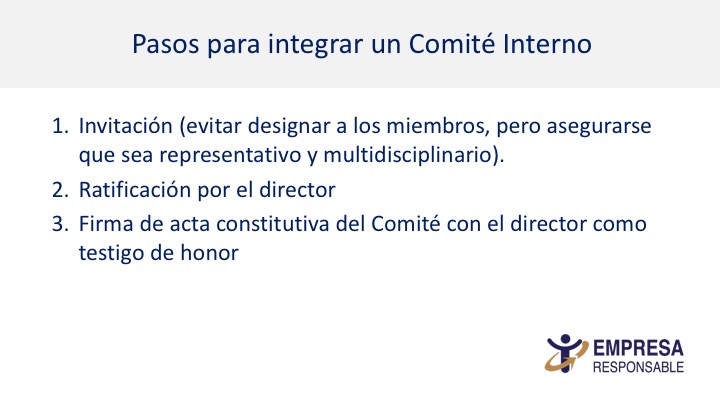 Pasos para integrar un Comité Interno
1. Invitación (evitar designar a los miembros, pero asegurarse
que sea representativo y multidisciplinario).
2. Ratificación por el director
3. Firma de acta constitutiva del Comité con el director como
testigo de honor
EMPRESA
RESPONSABLE